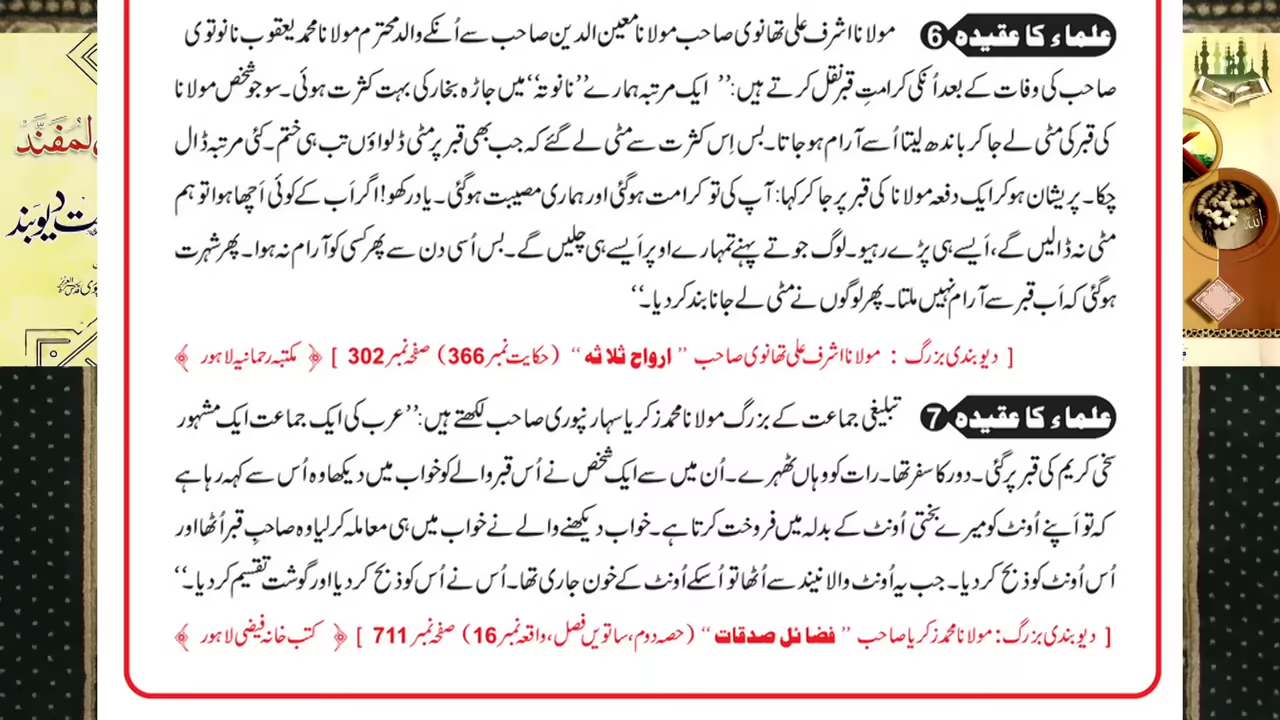 علماء کا عقیدہ 6 مولانا اشرف علی تھانوی صاحب مولانا معین الدین صاحب سے اُنکے والد محترم مولانا محمد یعقوب نانوتوی
صاحب کی وفات کے بعد اُنکی کرامتِ قبر نقل کرتے ہیں: ’’ ایک مرتبہ ہمارے ’’نانوتہ‘‘ میں جاڑہ بخار کی بہت کثرت ہوئی۔ سو جو شخص مولانا
کی قبر کی مٹی لے جا کر باندھ لیتا اُسے آرام ہو جاتا۔ بس اِس کثرت سے مٹی لے گئے کہ جب بھی قبر پر مٹی ڈلواؤں تب ہی ختم۔ کئی مرتبہ ڈال
چکا۔ پریشان ہو کر ایک دفعہ مولانا کی قبر پر جا کر کہا: آپ کی تو کرامت ہوگئی اور ہماری مصیبت ہوگئی۔ یاد رکھو! اگر اَب کے کوئی اَچھا ہوا تو ہم
مٹی نہ ڈالیں گے، اَیسے ہی پڑے رہیو۔ لوگ جوتے پہنے تمہارے اوپر اَیسے ہی چلیں گے۔ بس اُسی دن سے پھر کسی کو آرام نہ ہوا۔ پھر شہرت
ہوگئی کہ اَب قبر سے آرام نہیں ملتا۔ پھر لوگوں نے مٹی لے جانا بند کر دیا۔‘‘
[ دیوبندی بزرگ : مولانا اشرف علی تھانوی صاحب ’’ ارواح ثلاثه ‘‘ (حکایت نمبر 366) صفحہ نمبر 302 ] ﴿ مکتبہ رحمانیہ لاہور ﴾
علماء کا عقیدہ 7 تبلیغی جماعت کے بزرگ مولانا محمد زکریا سہارنپوری صاحب لکھتے ہیں: ’’عرب کی ایک جماعت ایک مشہور
سخی کریم کی قبر پر گئی۔ دور کا سفر تھا۔ رات کو وہاں ٹھہرے۔ اُن میں سے ایک شخص نے اُس قبر والے کو خواب میں دیکھا وہ اُس سے کہہ رہا ہے
کہ تو اَپنے اُونٹ کو میرے بختی اُونٹ کے بدلہ میں فروخت کرتا ہے۔ خواب دیکھنے والے نے خواب میں ہی معاملہ کر لیا وہ صاحبِ قبر اُٹھا اور
اُس اُونٹ کو ذبح کر دیا۔ جب یہ اُونٹ والا نیند سے اُٹھا تو اُسکے اُونٹ کے خون جاری تھا۔ اُس نے اُس کو ذبح کر دیا اور گوشت تقسیم کر دیا۔‘‘
[ دیوبندی بزرگ: مولانا محمد زکریا صاحب ’’ فضائل صدقات ‘‘ (حصہ دوم، ساتویں فصل، واقعہ نمبر 16) صفحہ نمبر 711 ] ﴿ کتب خانہ فیضی لاہور ﴾